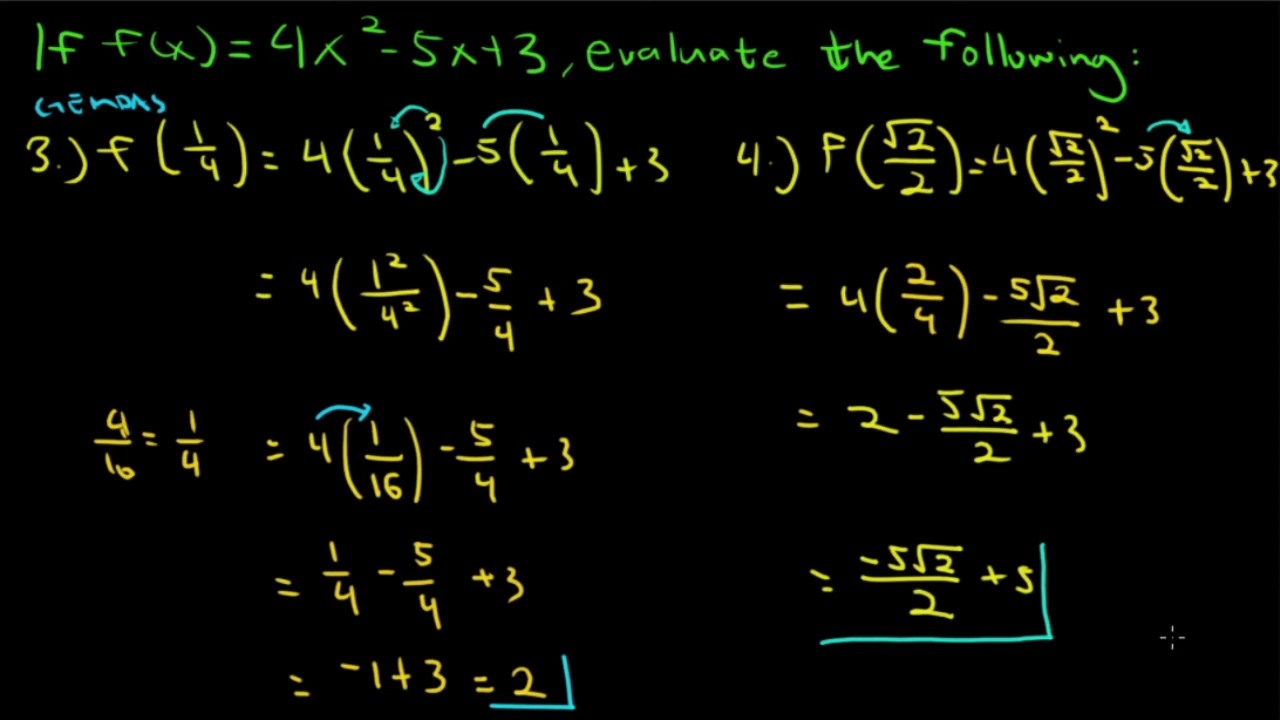 If f(x) = 4x² - 5x + 3, evaluate the following:
GEMDAS
3.) f(1/4) = 4(1/4)² - 5(1/4) + 3
= 4(1²/4²) - 5/4 + 3
4/16 = 1/4
= 4(1/16) - 5/4 + 3
= 1/4 - 5/4 + 3
= -1 + 3 = 2
4.) F(√2/2) = 4(√2/2)² - 5(√2/2) + 3
= 4(2/4) - 5√2/2 + 3
= 2 - 5√2/2 + 3
= -5√2/2 + 5